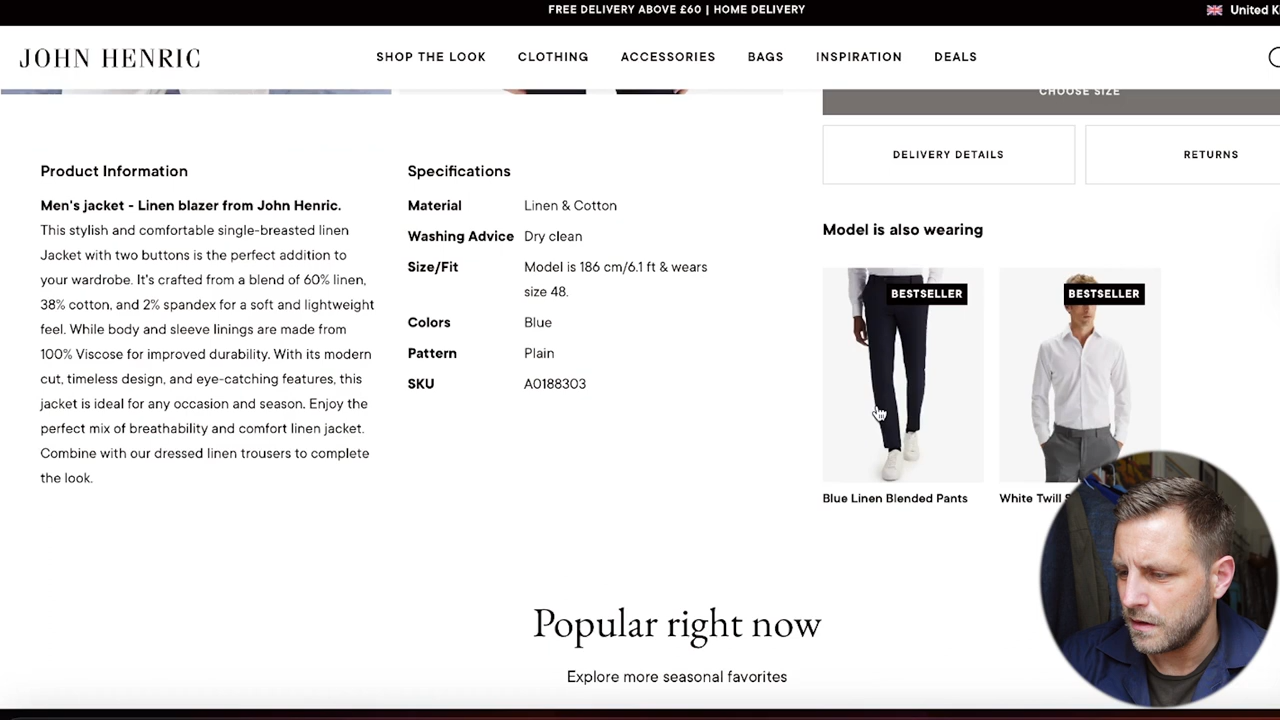 FREE DELIVERY ABOVE £60 | HOME DELIVERY
United K
JOHN HENRIC
SHOP THE LOOK
CLOTHING
ACCESSORIES
BAGS
INSPIRATION
DEALS
CHOOSE SIZE
DELIVERY DETAILS
RETURNS
Product Information
Men's jacket - Linen blazer from John Henric.
This stylish and comfortable single-breasted linen
Jacket with two buttons is the perfect addition to
your wardrobe. It's crafted from a blend of 60% linen,
38% cotton, and 2% spandex for a soft and lightweight
feel. While body and sleeve linings are made from
100% Viscose for improved durability. With its modern
cut, timeless design, and eye-catching features, this
jacket is ideal for any occasion and season. Enjoy the
perfect mix of breathability and comfort linen jacket.
Combine with our dressed linen trousers to complete
the look.
Specifications
Material Linen & Cotton
Washing Advice Dry clean
Size/Fit Model is 186 cm/6.1 ft & wears
size 48.
Colors Blue
Pattern Plain
SKU A0188303
Model is also wearing
BESTSELLER
BESTSELLER
Blue Linen Blended Pants
White Twill
Popular right now
Explore more seasonal favorites